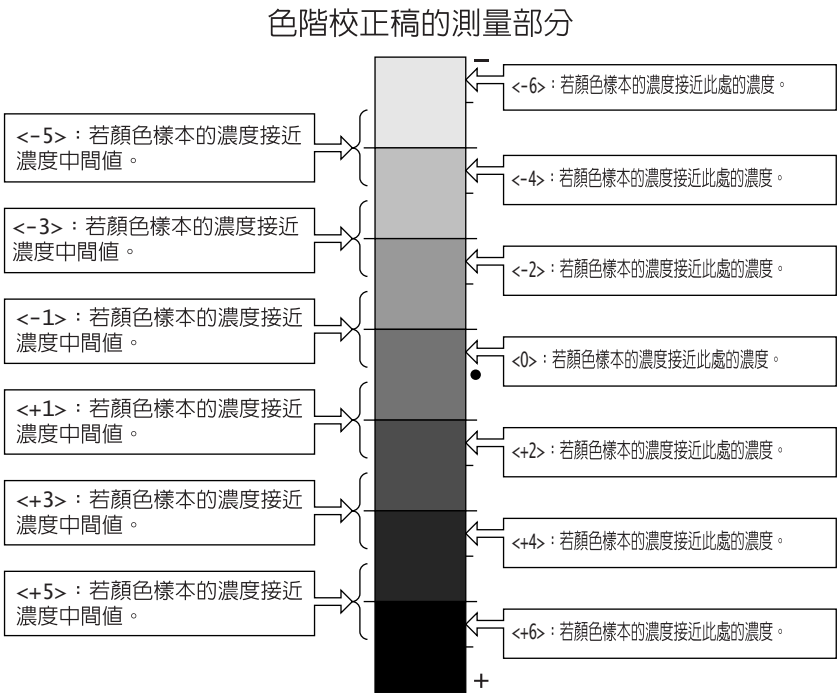 色階校正稿的測量部分
−
<-6>：若顏色樣本的濃度接近此處的濃度。
<-5>：若顏色樣本的濃度接近
濃度中間値。
<-4>：若顏色樣本的濃度接近此處的濃度。
<-3>：若顏色樣本的濃度接近
濃度中間値。
<-2>：若顏色樣本的濃度接近此處的濃度。
<-1>：若顏色樣本的濃度接近
濃度中間値。
<0>：若顏色樣本的濃度接近此處的濃度。
<+1>：若顏色樣本的濃度接近
濃度中間値。
<+2>：若顏色樣本的濃度接近此處的濃度。
<+3>：若顏色樣本的濃度接近
濃度中間値。
<+4>：若顏色樣本的濃度接近此處的濃度。
<+5>：若顏色樣本的濃度接近
濃度中間値。
<+6>：若顏色樣本的濃度接近此處的濃度。
+